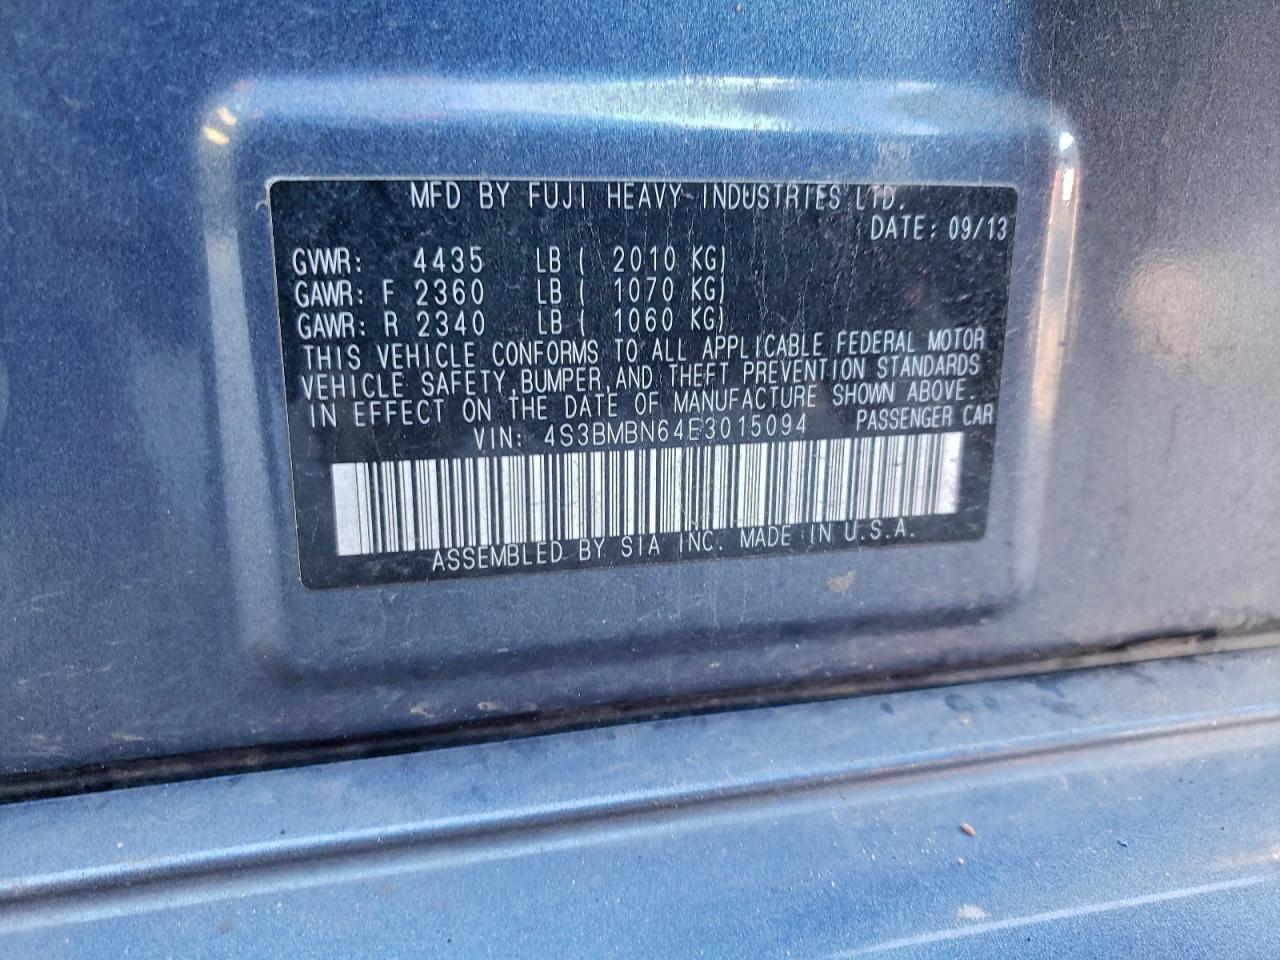 MFD BY FUJI HEAVY INDUSTRIES LTD.
DATE: 09/13
GVWR: 4435 LB ( 2010 KG)
GAWR: F 2360 LB ( 1070 KG)
GAWR: R 2340 LB ( 1060 KG)
THIS VEHICLE CONFORMS TO ALL APPLICABLE FEDERAL MOTOR
VEHICLE SAFETY, BUMPER, AND THEFT PREVENTION STANDARDS
IN EFFECT ON THE DATE OF MANUFACTURE SHOWN ABOVE.
VIN: 4S3BMBN64E3015094 PASSENGER CAR
ASSEMBLED BY SIA INC. MADE IN U.S.A.